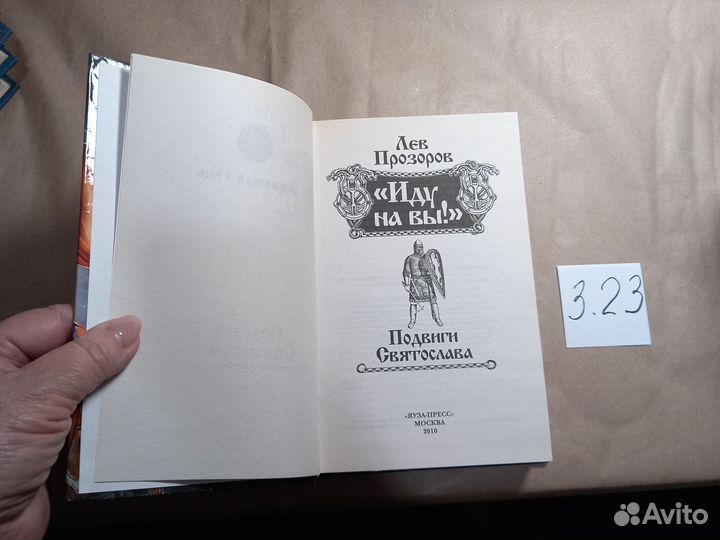 Лев
Прозоров
«Иду
на вы!»
Подвиги
Святослава
«ЯУЗА-ПРЕСС»
МОСКВА
2010
3.23
Avito